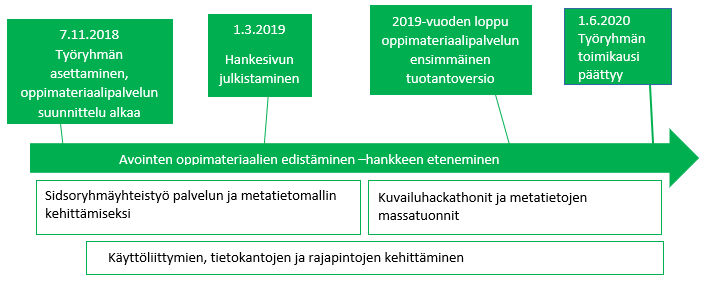 7.11.2018
Työryhmän
asettaminen,
oppimateriaalipalvelun
suunnittelu alkaa
1.3.2019
Hankesivun
julkistaminen
2019-vuoden loppu
oppimateriaalipalvelun
ensimmäinen
tuotantoversio
1.6.2020
Työryhmän
toimikausi
päättyy
Avointen oppimateriaalien edistäminen –hankkeen eteneminen
Sidsoryhmäyhteistyö palvelun ja metatietomallin
kehittämiseksi
Kuvailuhackathonit ja metatietojen
massatuonnit
Käyttöliittymien, tietokantojen ja rajapintojen kehittäminen